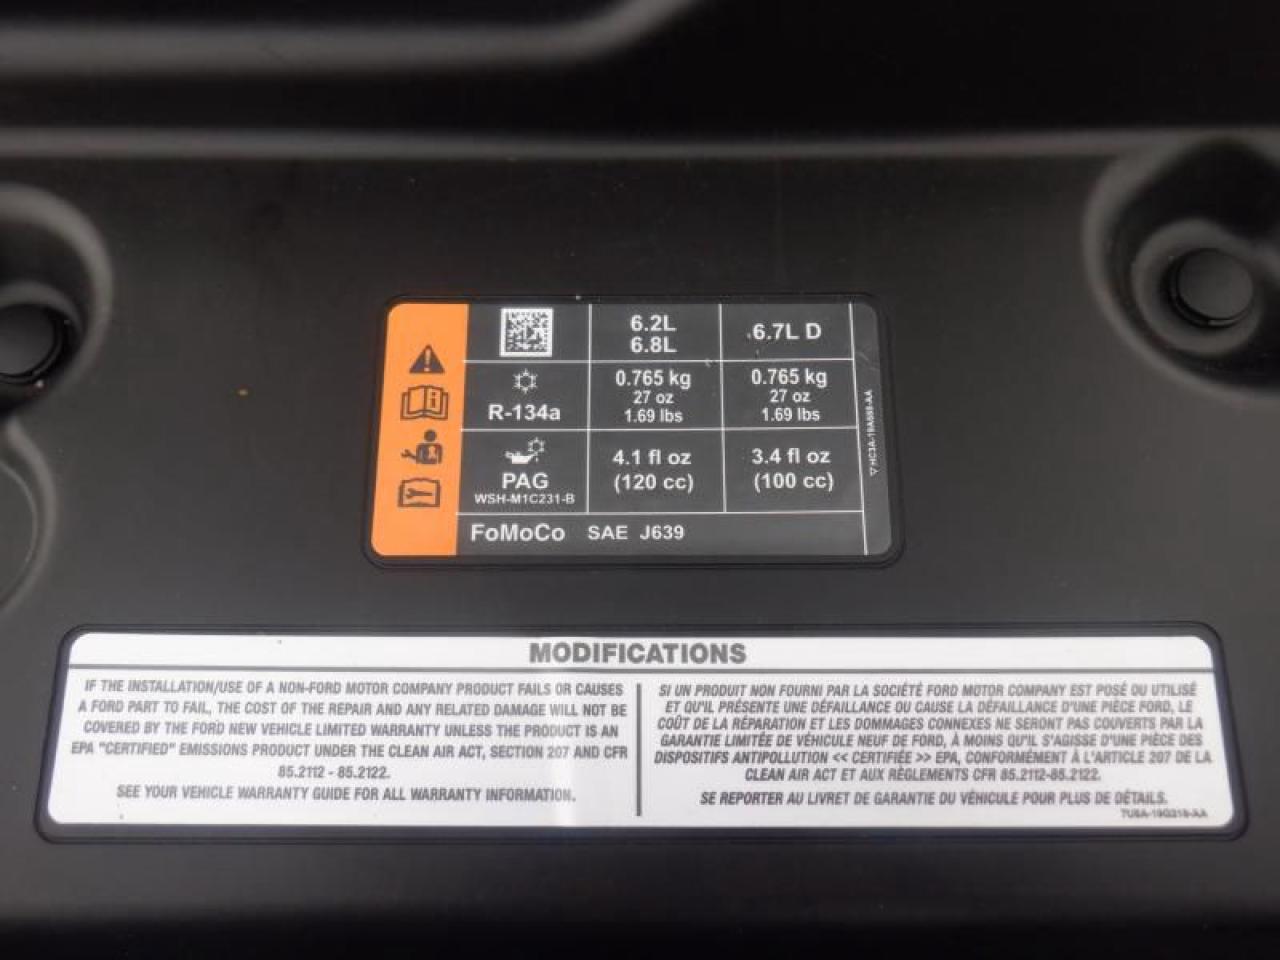 6.2L
6.8L
6.7L D
R-134a
0.765 kg
27 oz
1.69 lbs
0.765 kg
27 oz
1.69 lbs
PAG
WSH-M1C231-B
4.1 fl oz
(120 cc)
3.4 fl oz
(100 cc)
FoMoCo SAE J639
MODIFICATIONS
IF THE INSTALLATION/USE OF A NON-FORD MOTOR COMPANY PRODUCT FAILS OR CAUSES
A FORD PART TO FAIL, THE COST OF THE REPAIR AND ANY RELATED DAMAGE WILL NOT BE
COVERED BY THE FORD NEW VEHICLE LIMITED WARRANTY UNLESS THE PRODUCT IS AN
EPA "CERTIFIED" EMISSIONS PRODUCT UNDER THE CLEAN AIR ACT, SECTION 207 AND CFR
85.2112 - 85.2122.
SEE YOUR VEHICLE WARRANTY GUIDE FOR ALL WARRANTY INFORMATION.
SI UN PRODUIT NON FOURNI PAR LA SOCIÉTÉ FORD MOTOR COMPANY EST POSÉ OU UTILISÉ
ET QU'IL PRÉSENTE UNE DÉFAILLANCE OU CAUSE LA DÉFAILLANCE D'UNE PIÈCE FORD, LE
COÛT DE LA RÉPARATION ET LES DOMMAGES CONNEXES NE SERONT PAS COUVERTS PAR LA
GARANTIE LIMITÉE DE VÉHICULE NEUF DE FORD, À MOINS QU'IL S'AGISSE D'UNE PIÈCE DES
DISPOSITIFS ANTIPOLLUTION << CERTIFIÉE >> EPA, CONFORMÉMENT À L'ARTICLE 207 DE LA
CLEAN AIR ACT ET AUX RÈGLEMENTS CFR 85.2112-85.2122.
SE REPORTER AU LIVRET DE GARANTIE DU VÉHICULE POUR PLUS DE DÉTAILS.